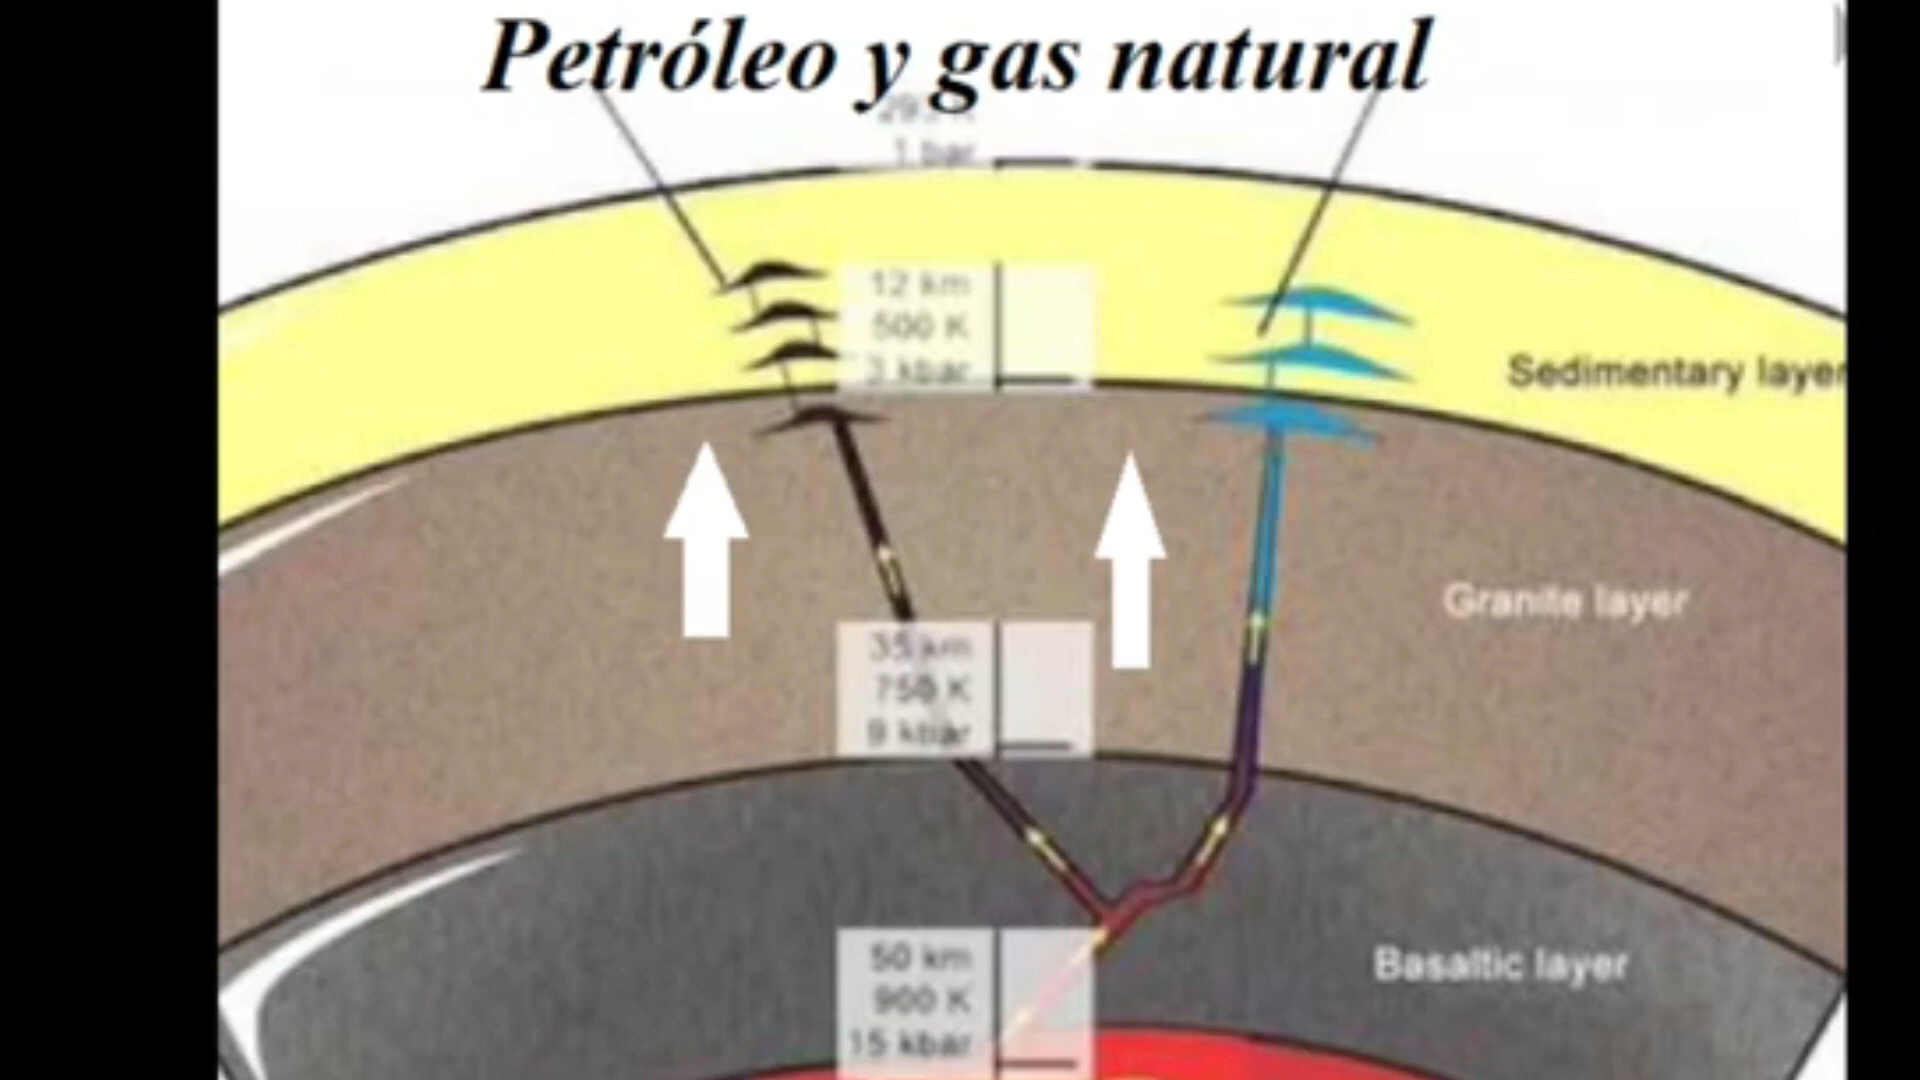 Petróleo y gas natural
1 bar
12 km
500 K
3 kbar
Sedimentary layer
Granite layer
35 km
750 K
9 kbar
50 km
900 K
15 kbar
Basaltic layer